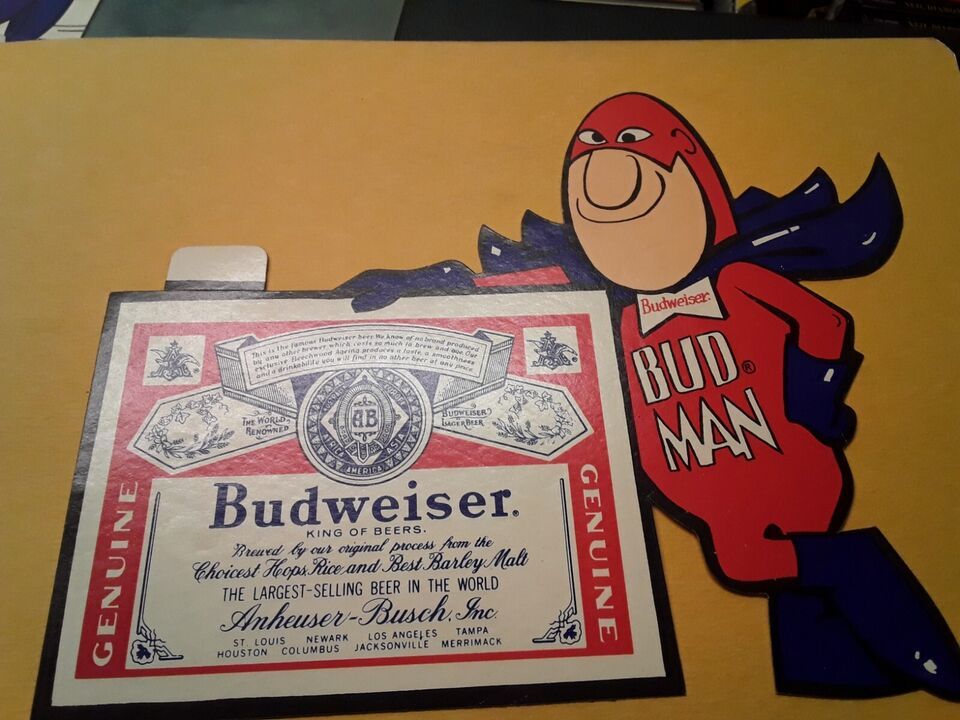 Budweiser®
BUD®
MAN
This is the famous Budweiser beer. We know of no brand produced
by any other brewer which costs so much to brew and age. Our
exclusive Beechwood Ageing produces a taste, a smoothness
and a drinkability you will find in no other beer at any price.
THE WORLD
RENOWNED
BUDWEISER
LAGER BEER
AB
AMERICA
ASIA
GENUINE
GENUINE
Budweiser®
KING OF BEERS®
Brewed by our original process from the
Choicest Hops, Rice and Best Barley Malt
THE LARGEST-SELLING BEER IN THE WORLD
Anheuser-Busch, Inc.
ST. LOUIS NEWARK LOS ANGELES TAMPA
HOUSTON COLUMBUS JACKSONVILLE MERRIMACK